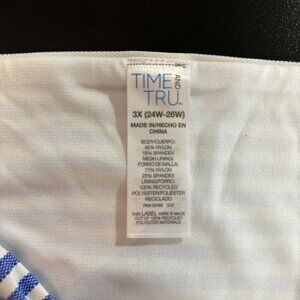 TIME AND
TRU™
3X (24W-26W)
MADE IN/HECHO EN
CHINA
BODY/CUERPO:
82% NYLON
18% SPANDEX
MESH LINING/
FORRO DE MALLA:
77% NYLON
23% SPANDEX
LINING/FORRO:
100% RECYCLED
POLYESTER/POLIÉSTER
RECICLADO
THIS LABEL YARN IS MADE
OUT OF 100% RECYCLED
POLYESTER MATERIALS